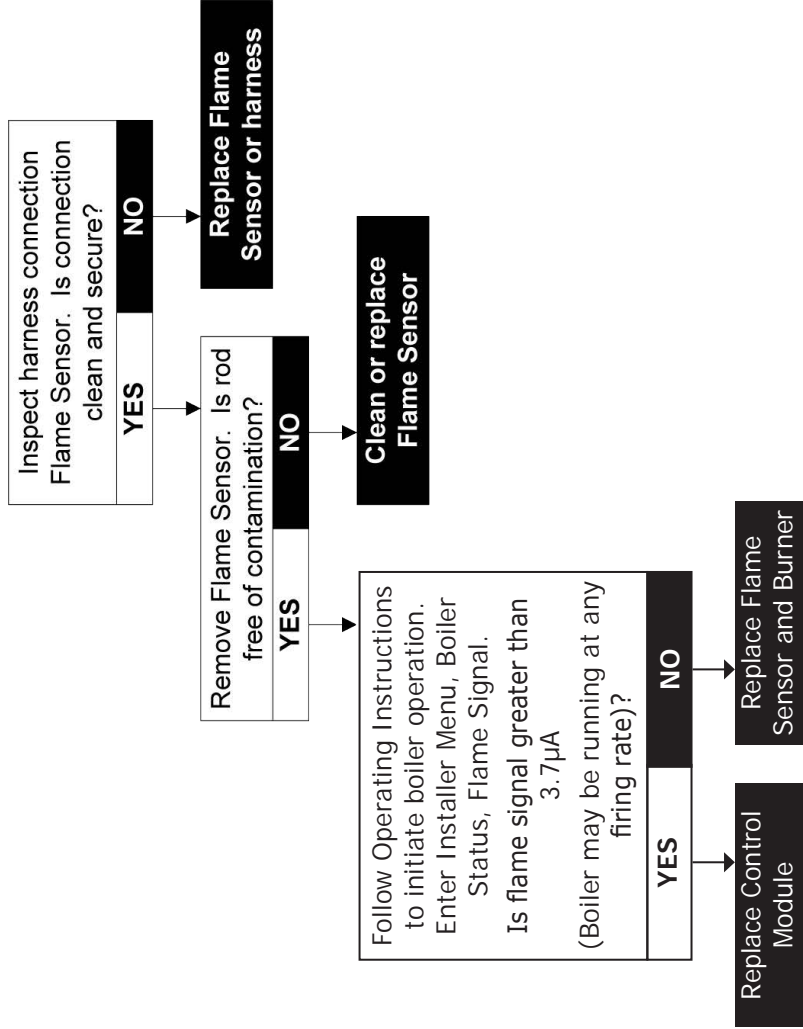 Inspect harness connection
Flame Sensor. Is connection
clean and secure?
YES
NO
Replace Flame
Sensor or harness
Remove Flame Sensor. Is rod
free of contamination?
YES
NO
Clean or replace
Flame Sensor
Follow Operating Instructions
to initiate boiler operation.
Enter Installer Menu, Boiler
Status, Flame Signal.
Is flame signal greater than
3.7µA
(Boiler may be running at any
firing rate)?
YES
NO
Replace Control
Module
Replace Flame
Sensor and Burner